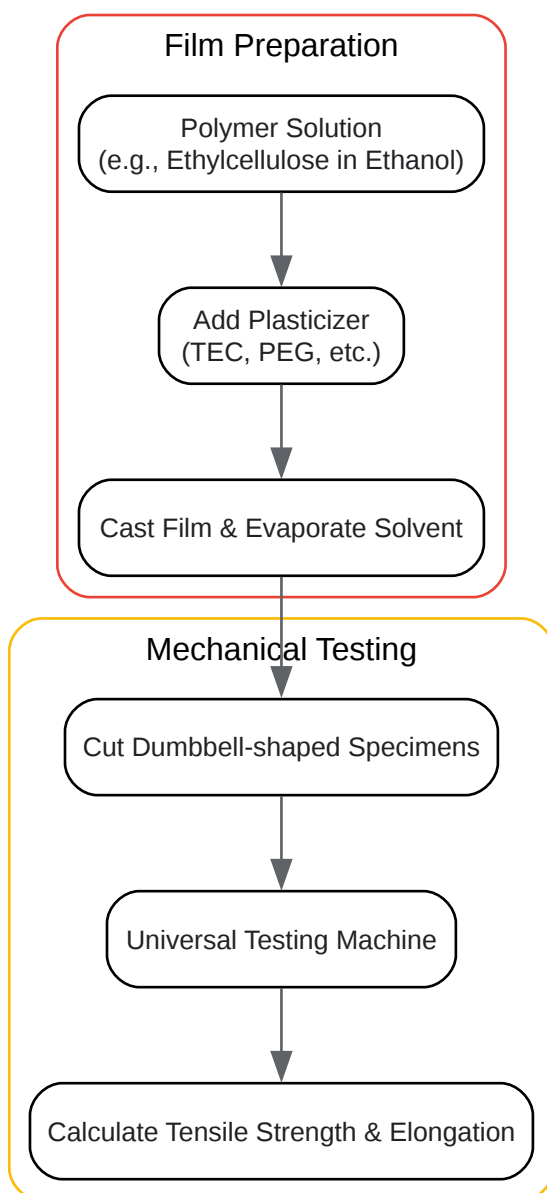 Film Preparation
Polymer Solution
(e.g., Ethylcellulose in Ethanol)
Add Plasticizer
(TEC, PEG, etc.)
Cast Film & Evaporate Solvent
Mechanical Testing
Cut Dumbbell-shaped Specimens
Universal Testing Machine
Calculate Tensile Strength & Elongation